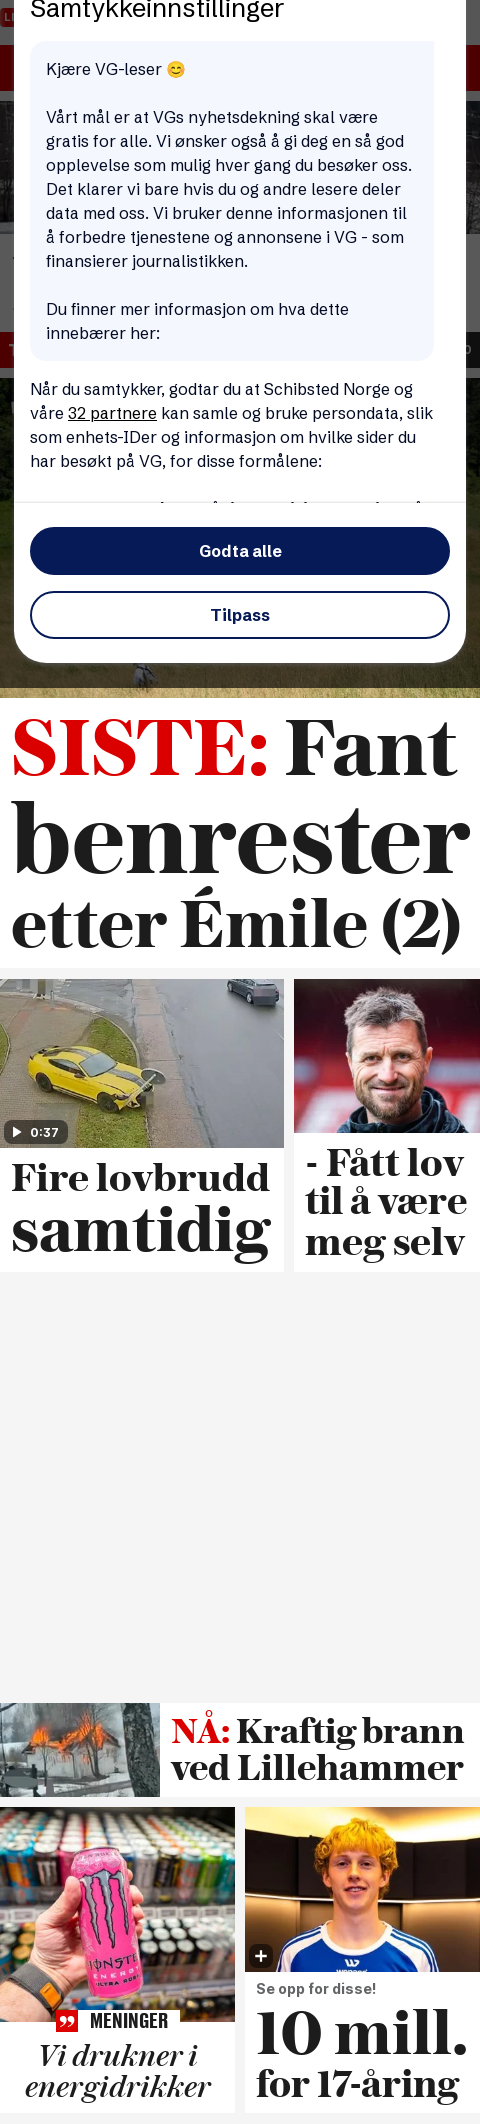 Samtykkeinnstillinger
Kjære VG-leser 😊
Vårt mål er at VGs nyhetsdekning skal være
gratis for alle. Vi ønsker også å gi deg en så god
opplevelse som mulig hver gang du besøker oss.
Det klarer vi bare hvis du og andre lesere deler
data med oss. Vi bruker denne informasjonen til
å forbedre tjenestene og annonsene i VG - som
finansierer journalistikken.
Du finner mer informasjon om hva dette
innebærer her:
Når du samtykker, godtar du at Schibsted Norge og
våre 32 partnere kan samle og bruke persondata, slik
som enhets-IDer og informasjon om hvilke sider du
har besøkt på VG, for disse formålene:
Godta alle
Tilpass
SISTE: Fant
benrester
etter Émile (2)
0:37
Fire lovbrudd
samtidig
- Fått lov
til å være
meg selv
NÅ: Kraftig brann
ved Lillehammer
MONSTER
ENERGY
ULTRA ROSÁ
MENINGER
Vi drukner i
energidrikker
Se opp for disse!
10 mill.
for 17-åring